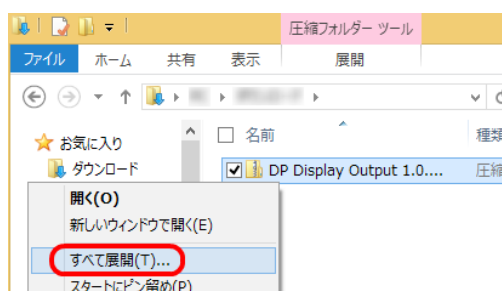 圧縮フォルダー ツール
ファイル ホーム 共有 表示 展開
お気に入り
ダウンロード
名前 種類
DP Display Output 1.0.... 圧縮
開く(O)
新しいウィンドウで開く(E)
すべて展開(T)...
スタートにピン留め(P)